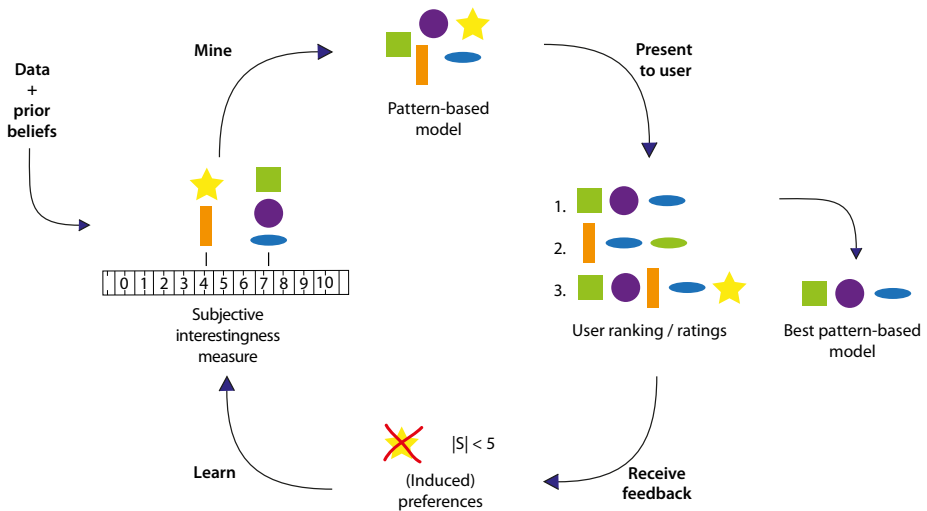 Data
+
prior
beliefs
Mine
Pattern-based
model
Present
to user
0 1 2 3 4 5 6 7 8 9 10
Subjective
interestingness
measure
1.
2.
3.
User ranking / ratings
Best pattern-based
model
Learn
|S| < 5
(Induced)
preferences
Receive
feedback